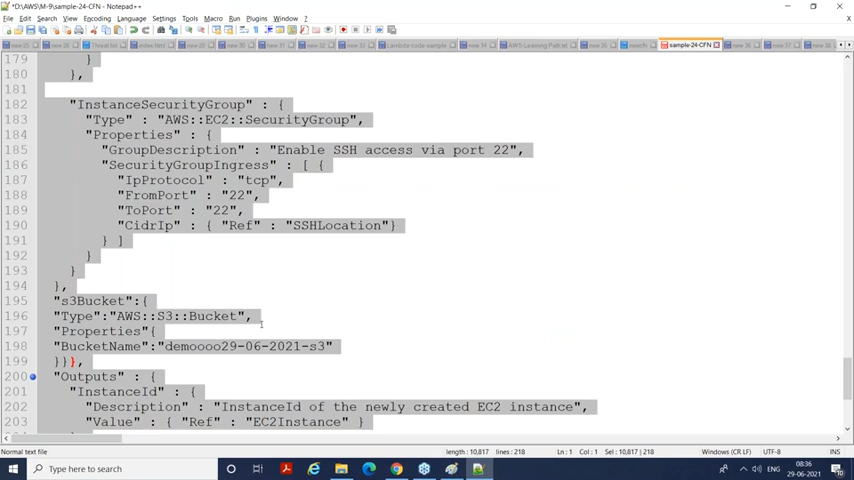 *D:\AWS\M-9\sample-24-CFN - Notepad++
File Edit Search View Encoding Language Settings Tools Macro Run Plugins Window ?
sample-24-CFN
179 }
180 },
181
182 "InstanceSecurityGroup" : {
183 "Type" : "AWS::EC2::SecurityGroup",
184 "Properties" : {
185 "GroupDescription" : "Enable SSH access via port 22",
186 "SecurityGroupIngress" : [ {
187 "IpProtocol" : "tcp",
188 "FromPort" : "22",
189 "ToPort" : "22",
190 "CidrIp" : { "Ref" : "SSHLocation"}
191 } ]
192 }
193 }
194 },
195 "s3Bucket":{
196 "Type":"AWS::S3::Bucket",
197 "Properties"{
198 "BucketName":"demoooo29-06-2021-s3"
199 }}},
200 "Outputs" : {
201 "InstanceId" : {
202 "Description" : "InstanceId of the newly created EC2 instance",
203 "Value" : { "Ref" : "EC2Instance" }
Normal text file length : 10,817 lines : 218 Ln : 1 Col : 1 Sel : 10,817 | 218 Windows (CR LF) UTF-8 INS
Type here to search
ENG 08:36
29-06-2021